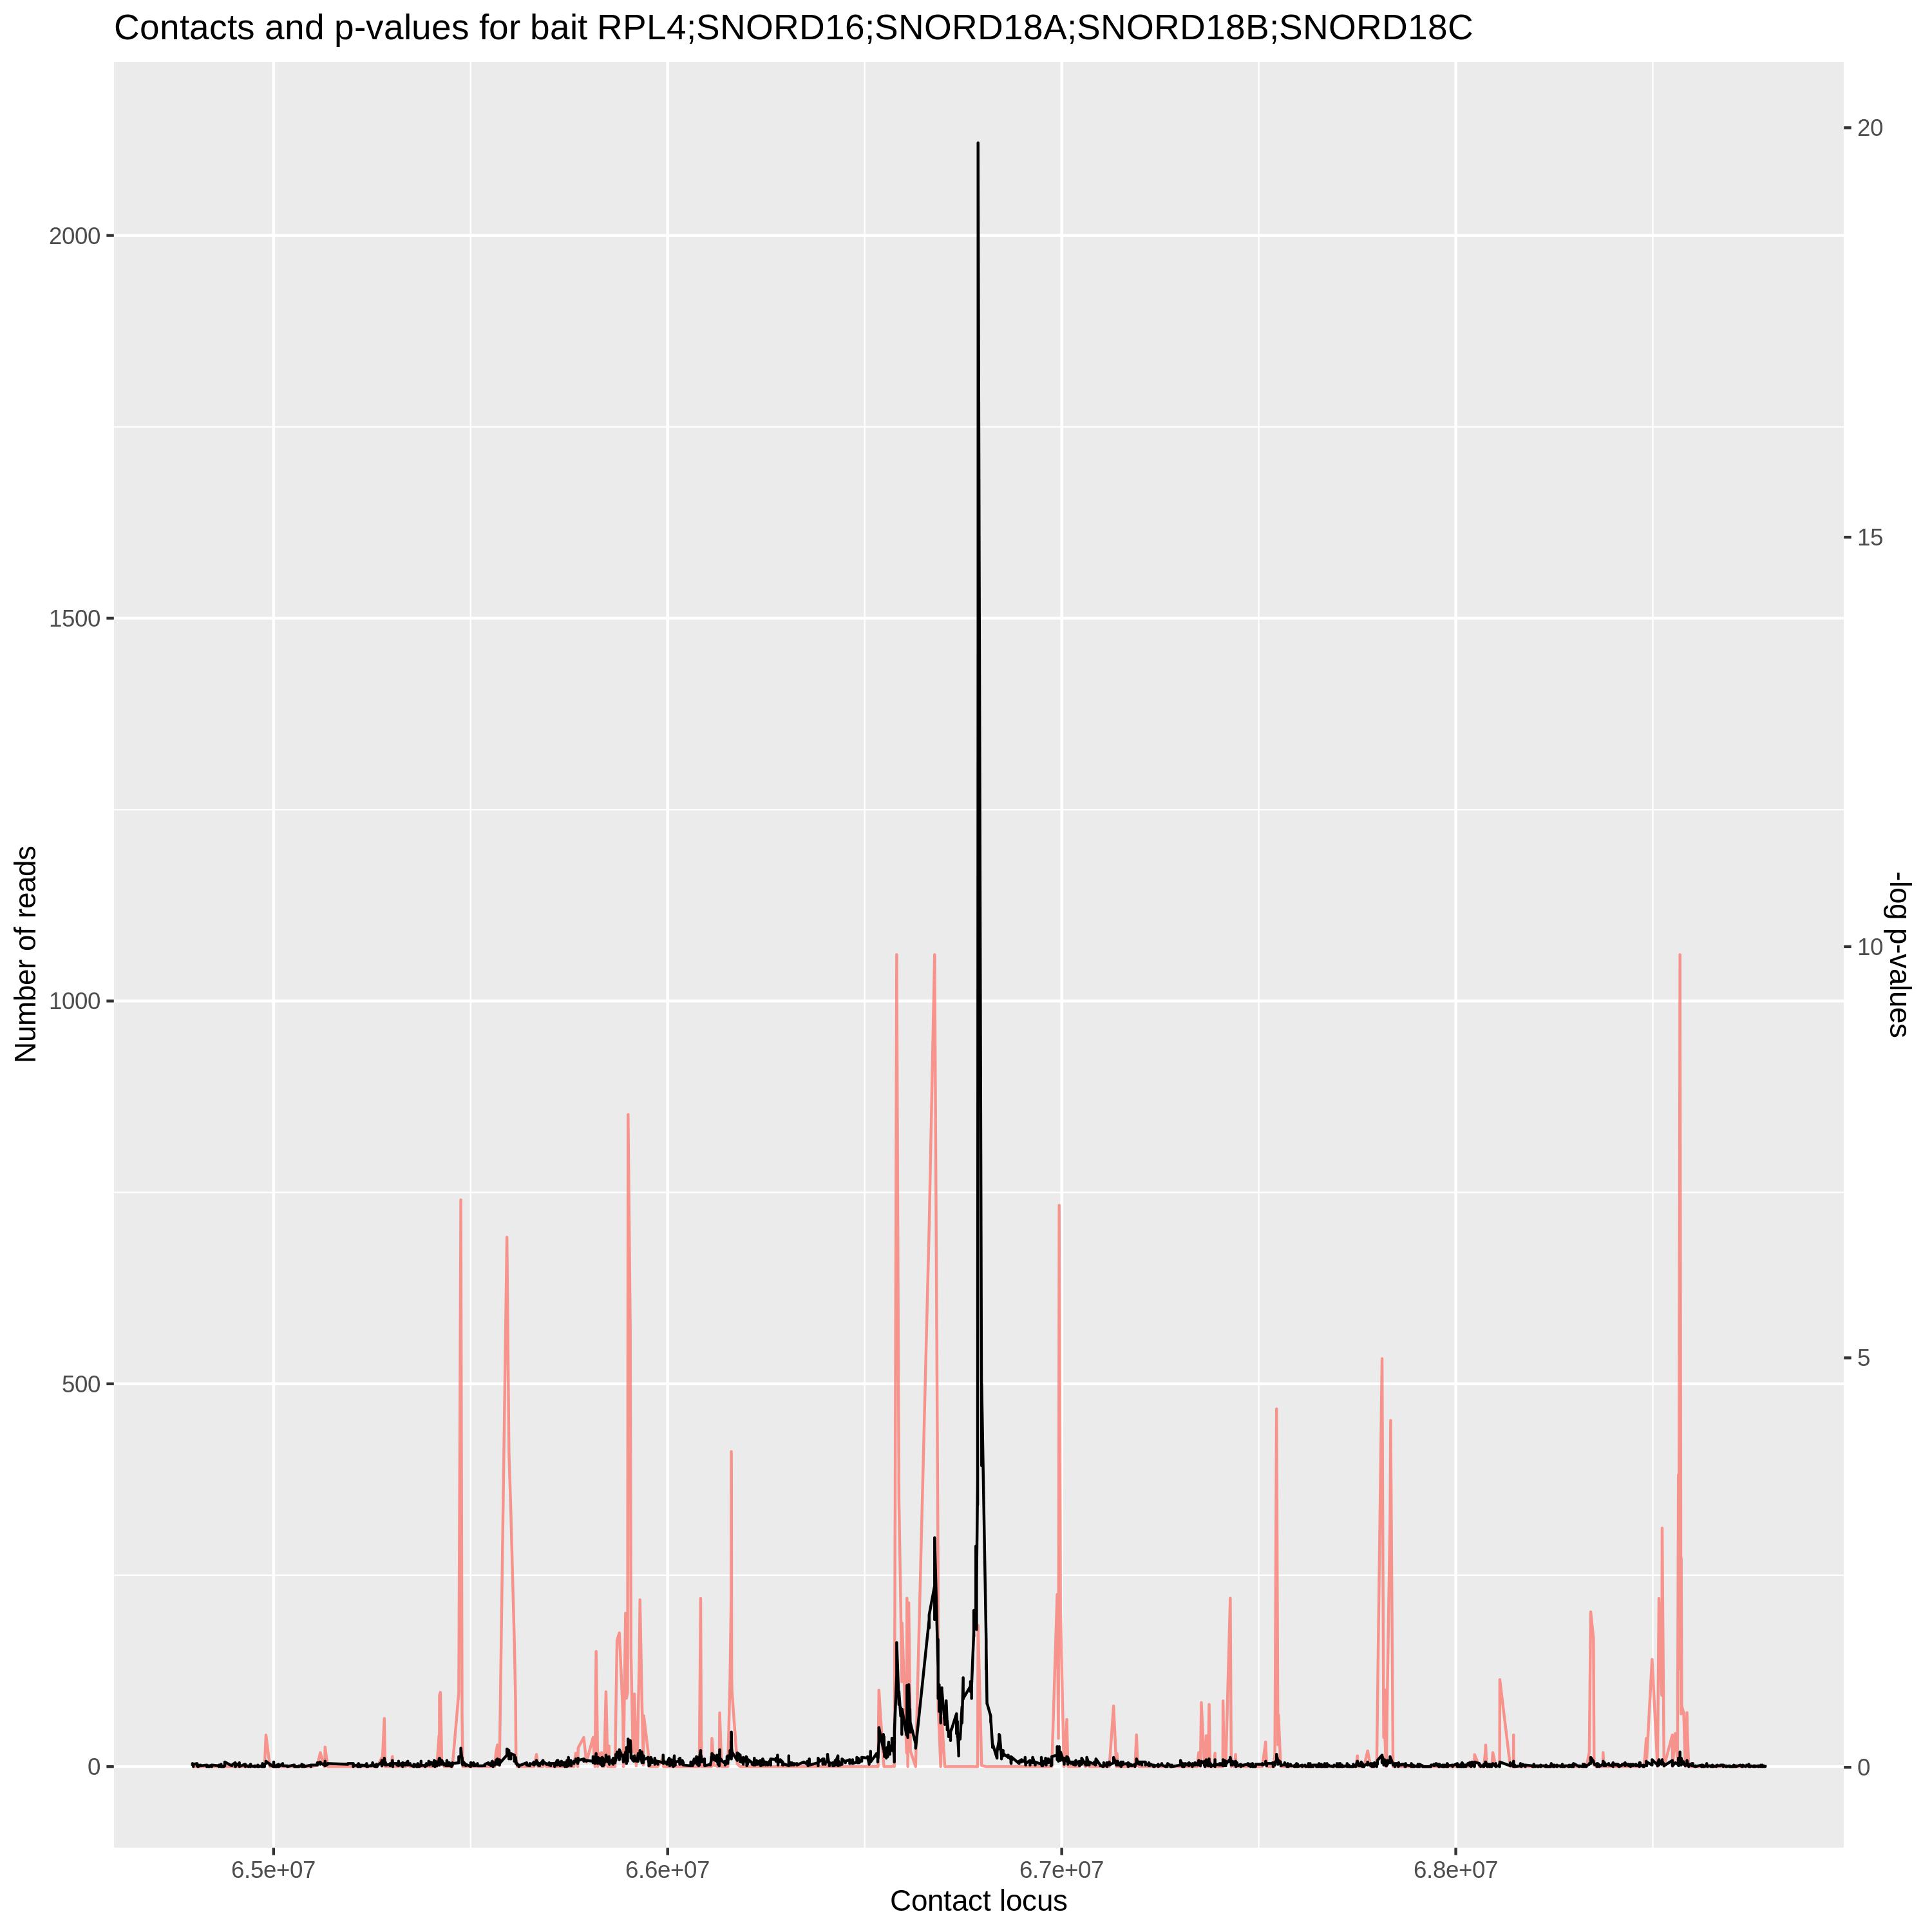 Contacts and p-values for bait RPL4;SNORD16;SNORD18A;SNORD18B;SNORD18C
Number of reads
2000
1500
1000
500
0
20
15
10
5
0
-log p-values
6.5e+07 6.6e+07 6.7e+07 6.8e+07
Contact locus